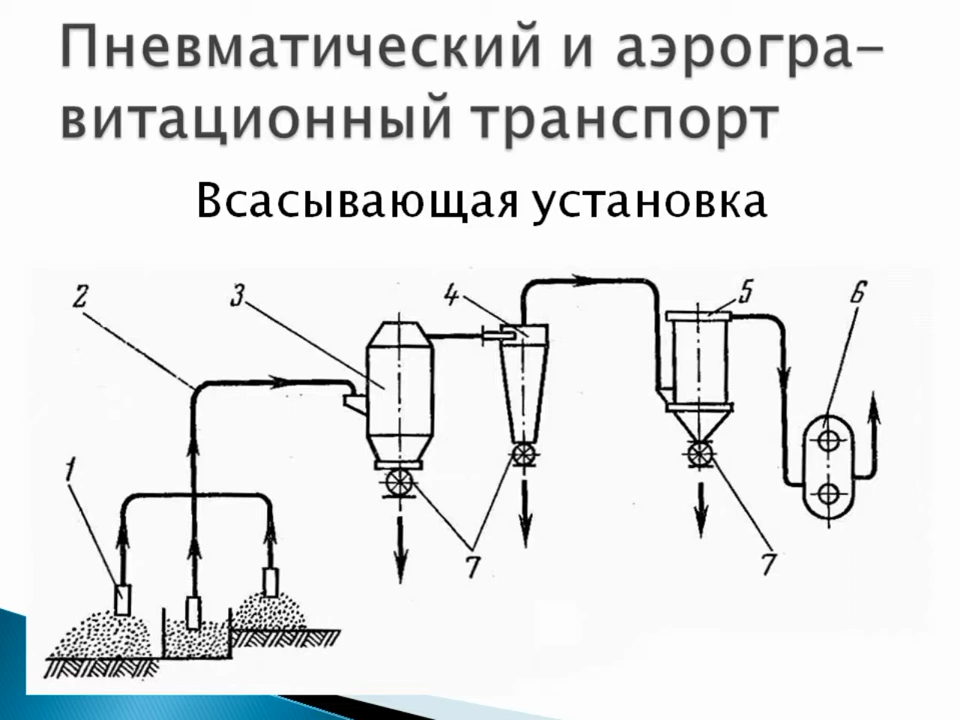 Пневматический и аэрогра-
витационный транспорт
Всасывающая установка
2 3 4 5 6
1
7 7